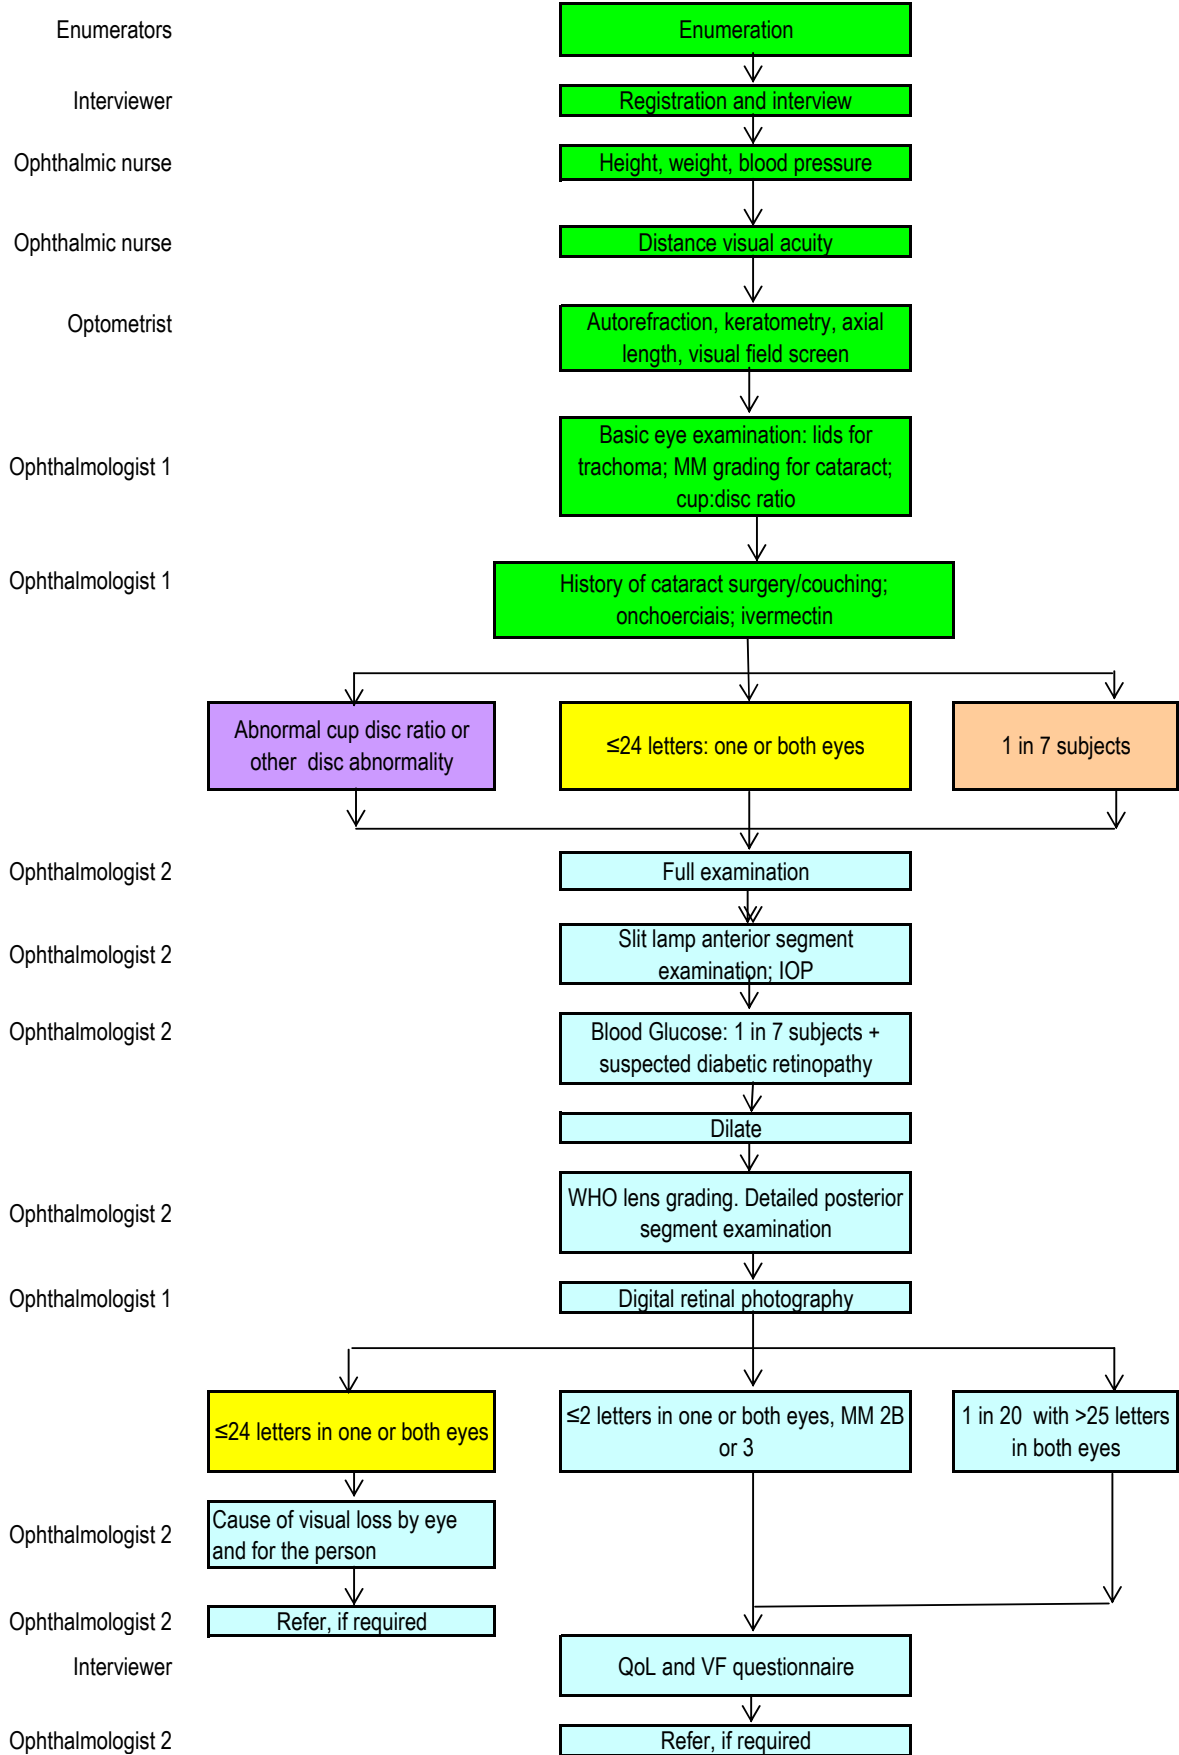 Enumerators
Enumeration
Interviewer
Registration and interview
Ophthalmic nurse
Height, weight, blood pressure
Ophthalmic nurse
Distance visual acuity
Optometrist
Autorefraction, keratometry, axial
length, visual field screen
Ophthalmologist 1
Basic eye examination: lids for
trachoma; MM grading for cataract;
cup:disc ratio
Ophthalmologist 1
History of cataract surgery/couching;
onchoerciais; ivermectin
Abnormal cup disc ratio or
other disc abnormality
≤24 letters: one or both eyes
1 in 7 subjects
Ophthalmologist 2
Full examination
Ophthalmologist 2
Slit lamp anterior segment
examination; IOP
Ophthalmologist 2
Blood Glucose: 1 in 7 subjects +
suspected diabetic retinopathy
Dilate
Ophthalmologist 2
WHO lens grading. Detailed posterior
segment examination
Ophthalmologist 1
Digital retinal photography
≤24 letters in one or both eyes
≤2 letters in one or both eyes, MM 2B
or 3
1 in 20 with >25 letters
in both eyes
Ophthalmologist 2
Cause of visual loss by eye
and for the person
Ophthalmologist 2
Refer, if required
Interviewer
QoL and VF questionnaire
Ophthalmologist 2
Refer, if required